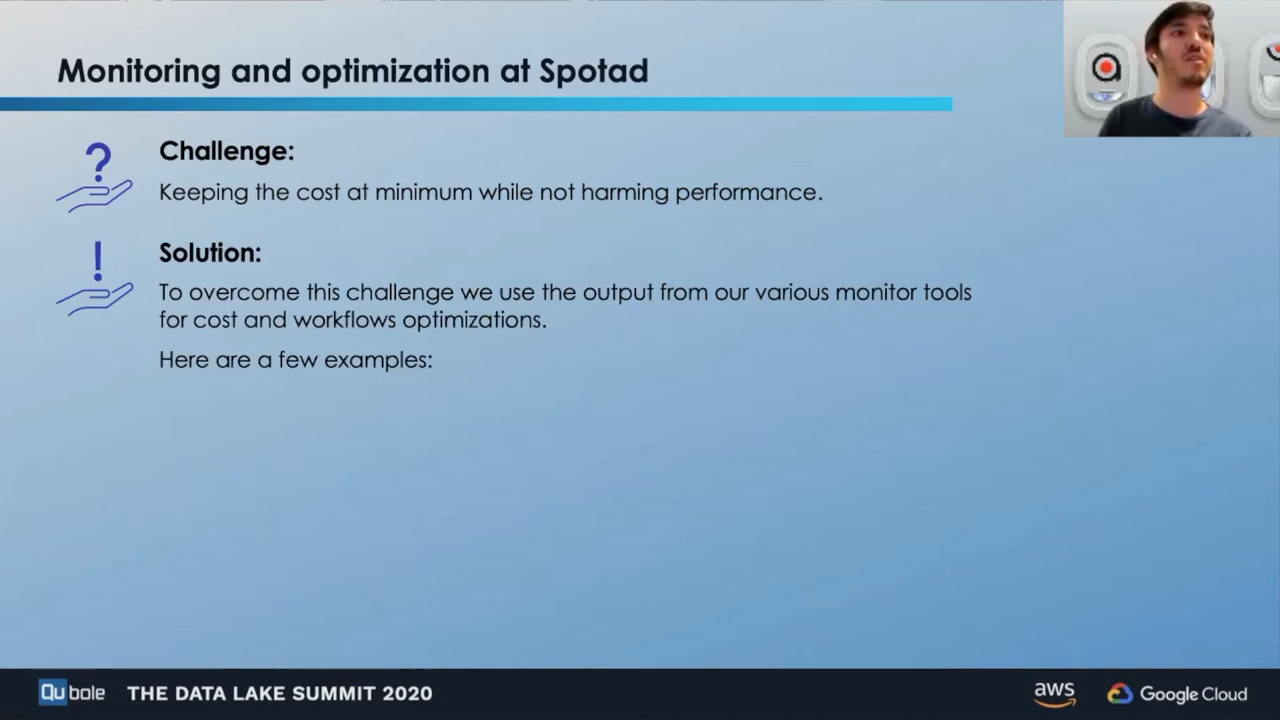 Monitoring and optimization at Spotad
?
Challenge:
Keeping the cost at minimum while not harming performance.
!
Solution:
To overcome this challenge we use the output from our various monitor tools
for cost and workflows optimizations.
Here are a few examples:
Qubole THE DATA LAKE SUMMIT 2020
aws Google Cloud